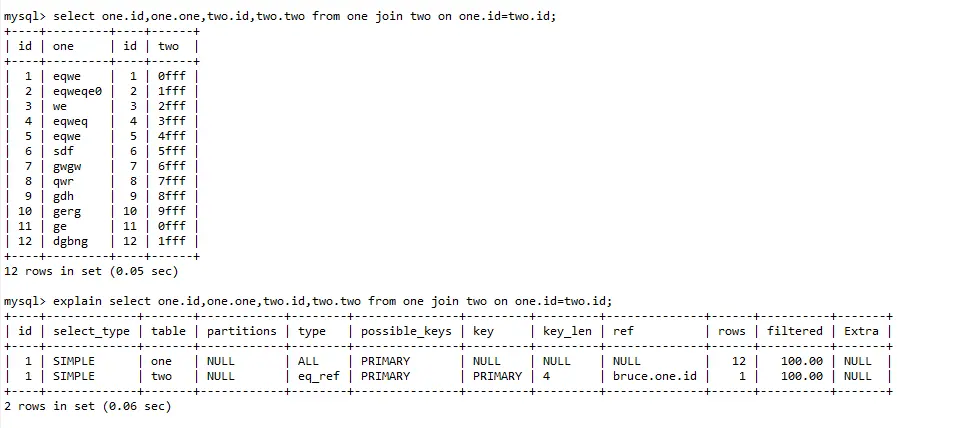 mysql> select one.id,one.one,two.id,two.two from one join two on one.id=two.id;
+----+---------+----+------+
| id | one     | id | two  |
+----+---------+----+------+
|  1 | eqwe    |  1 | 0fff |
|  2 | eqweqe0 |  2 | 1fff |
|  3 | we      |  3 | 2fff |
|  4 | eqweq   |  4 | 3fff |
|  5 | eqwe    |  5 | 4fff |
|  6 | sdf     |  6 | 5fff |
|  7 | gwgw    |  7 | 6fff |
|  8 | qwr     |  8 | 7fff |
|  9 | gdh     |  9 | 8fff |
| 10 | gerg    | 10 | 9fff |
| 11 | ge      | 11 | 0fff |
| 12 | dgbng   | 12 | 1fff |
+----+---------+----+------+
12 rows in set (0.05 sec)
mysql> explain select one.id,one.one,two.id,two.two from one join two on one.id=two.id;
+----+-------------+-------+------------+--------+---------------+---------+---------+--------------+------+----------+-------+
| id | select_type | table | partitions | type   | possible_keys | key     | key_len | ref          | rows | filtered | Extra |
+----+-------------+-------+------------+--------+---------------+---------+---------+--------------+------+----------+-------+
|  1 | SIMPLE      | one   | NULL       | ALL    | PRIMARY       | NULL    | NULL    | NULL         |   12 |   100.00 | NULL  |
|  1 | SIMPLE      | two   | NULL       | eq_ref | PRIMARY       | PRIMARY | 4       | bruce.one.id |    1 |   100.00 | NULL  |
+----+-------------+-------+------------+--------+---------------+---------+---------+--------------+------+----------+-------+
2 rows in set (0.06 sec)